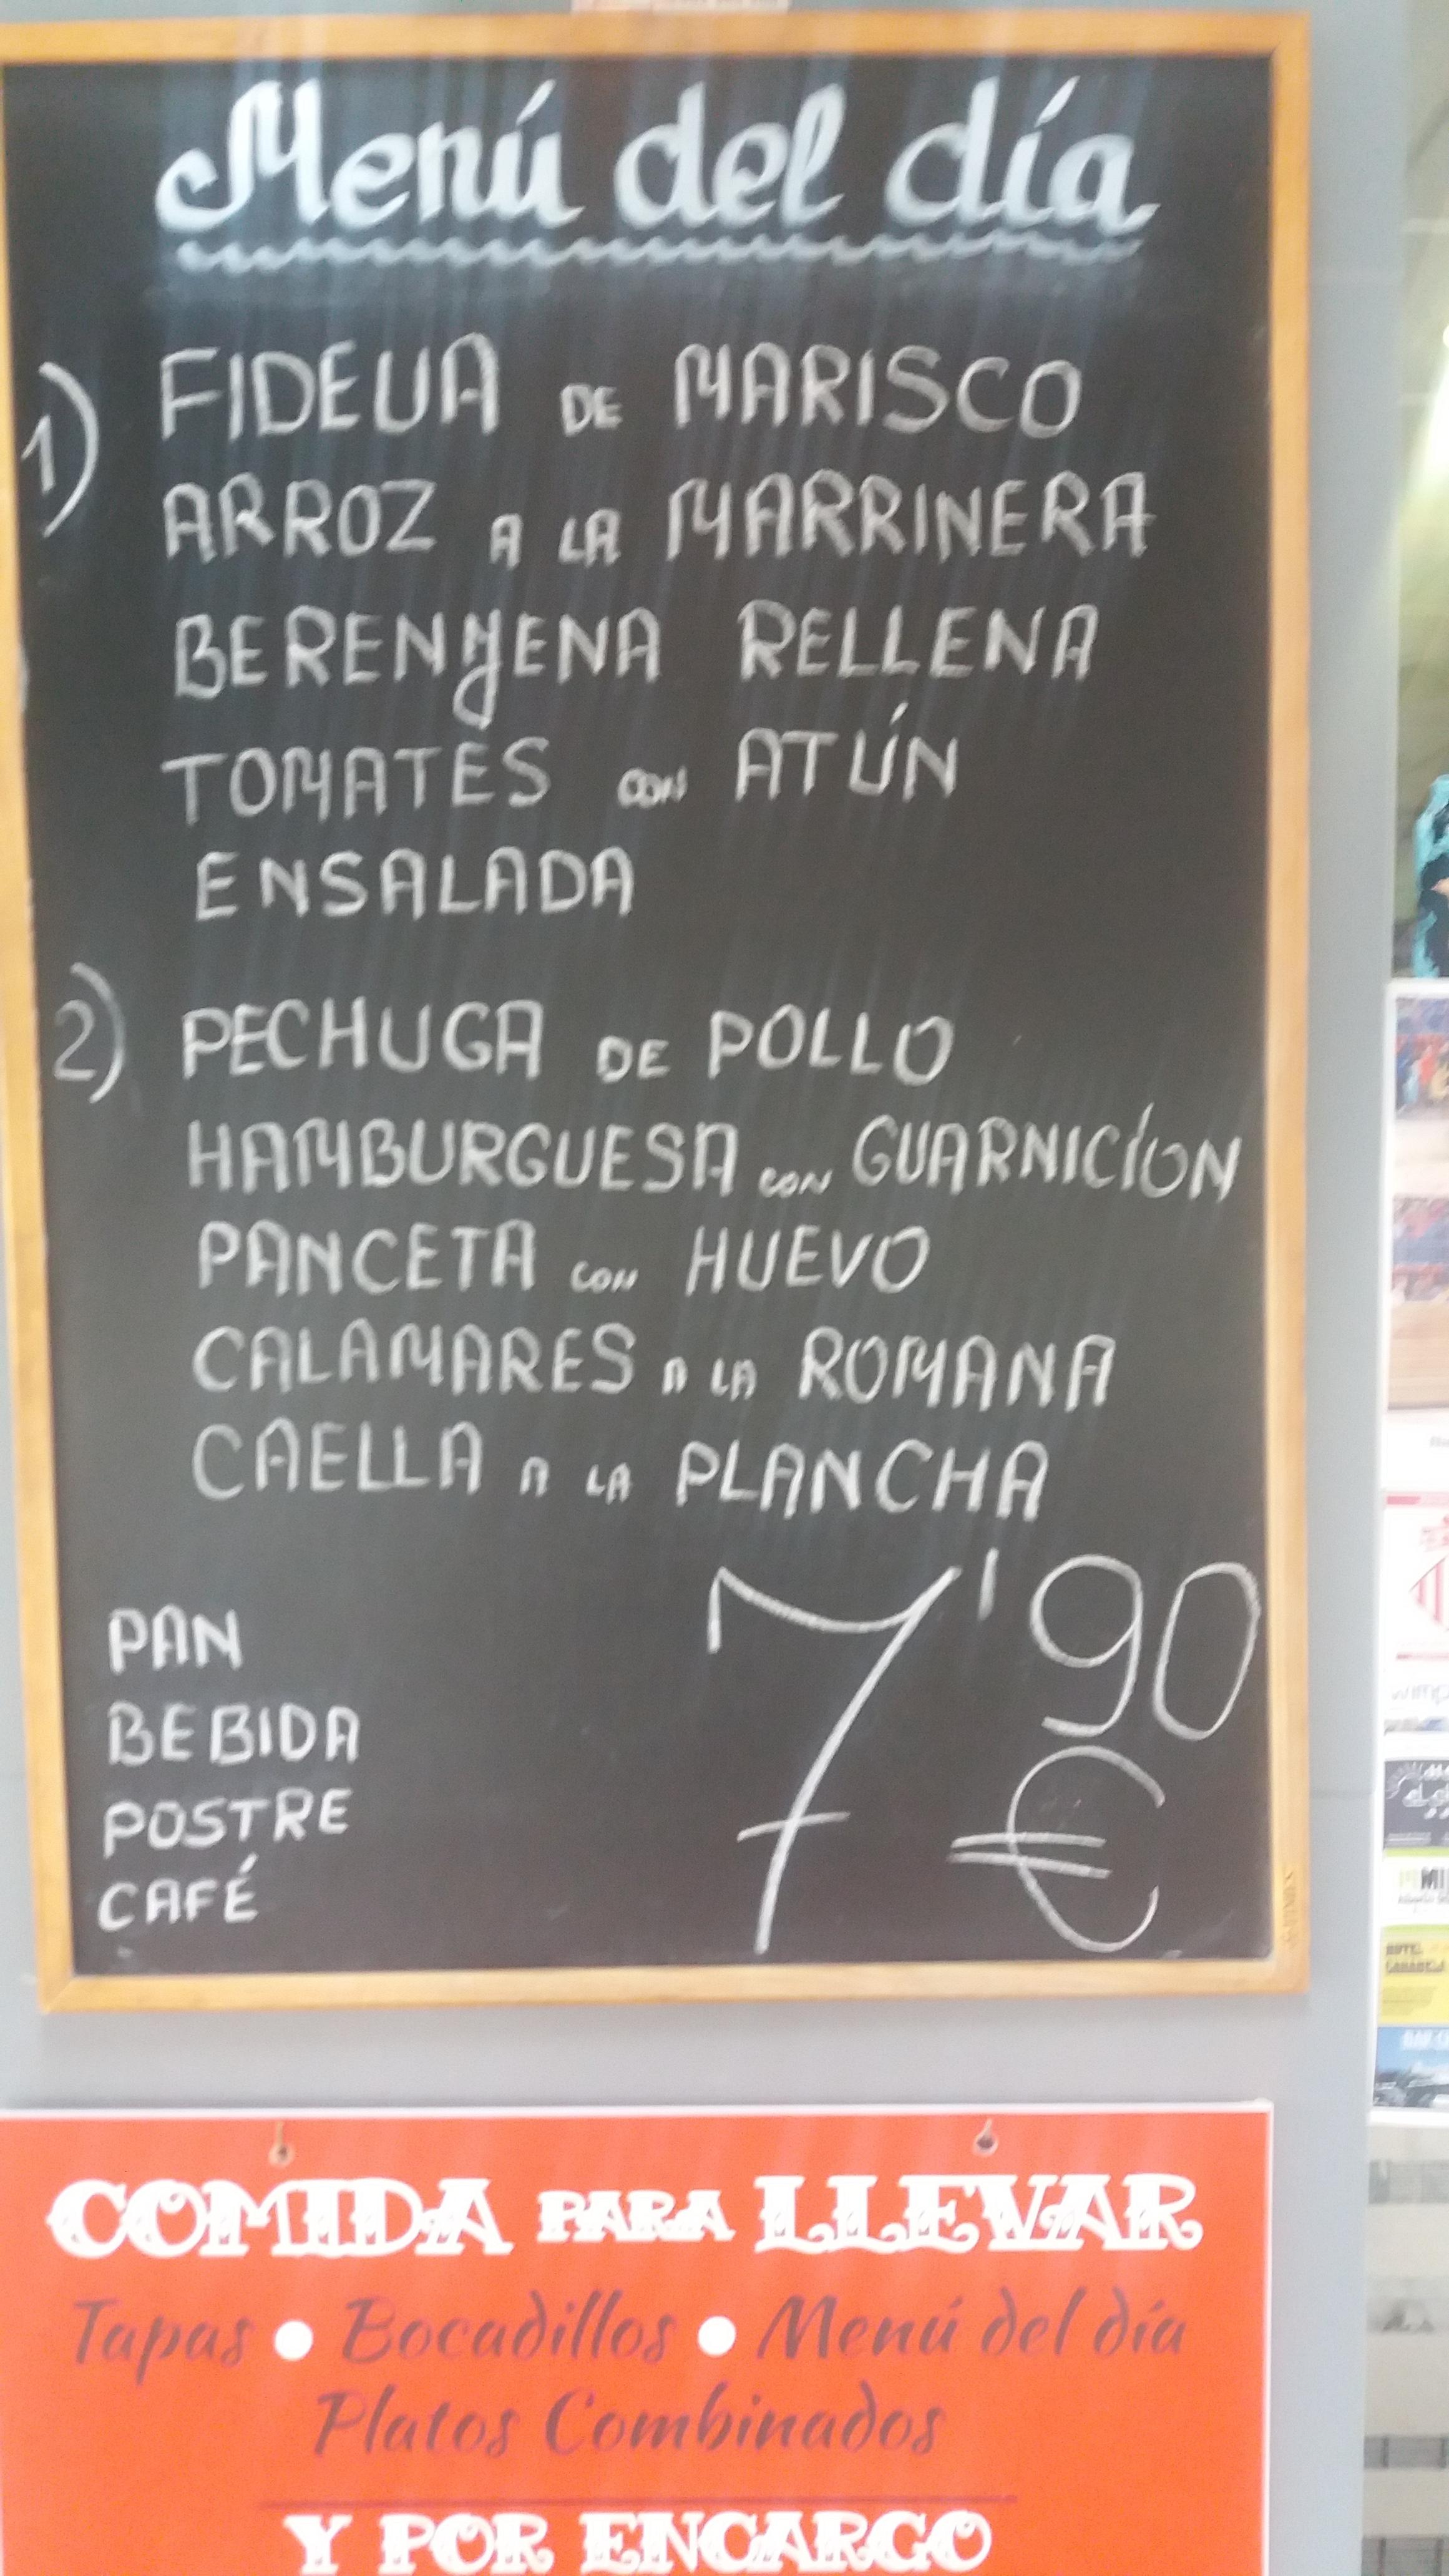 Menú del día
1) FIDEUA DE MARISCO
ARROZ A LA MARRINERA
BERENJENA RELLENA
TOMATES CON ATÚN
ENSALADA
2) PECHUGA DE POLLO
HAMBURGUESA CON GUARNICÍON
PANCETA CON HUEVO
CALAMARES A LA ROMANA
CAELLA A LA PLANCHA
7'90
€
PAN
BEBIDA
POSTRE
CAFÉ
COMIDA PARA LLEVAR
Tapas • Bocadillos • Menú del día
Platos Combinados
Y POR ENCARGO